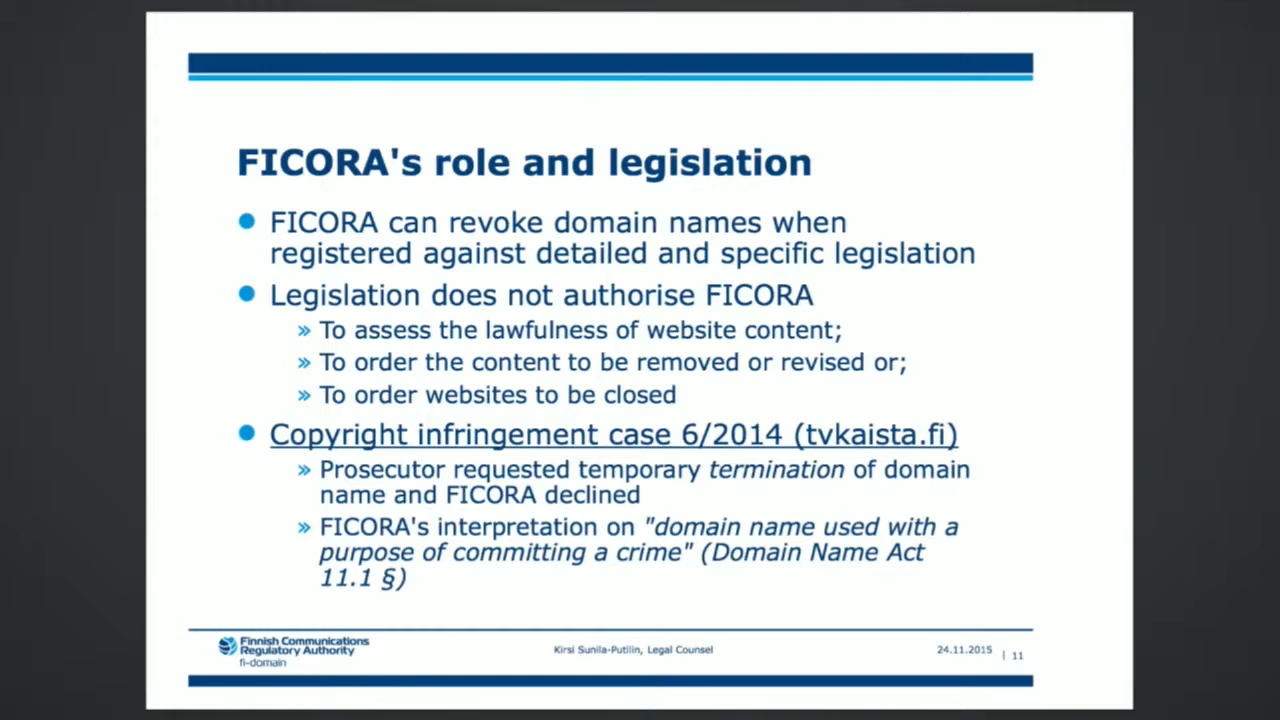 FICORA's role and legislation
FICORA can revoke domain names when
registered against detailed and specific legislation
Legislation does not authorise FICORA
» To assess the lawfulness of website content;
» To order the content to be removed or revised or;
» To order websites to be closed
Copyright infringement case 6/2014 (tvkaista.fi)
» Prosecutor requested temporary termination of domain
name and FICORA declined
» FICORA's interpretation on "domain name used with a
purpose of committing a crime" (Domain Name Act
11.1 §)
Finnish Communications
Regulatory Authority
fi-domain
Kirsi Sunila-Putilin, Legal Counsel
24.11.2015 | 11